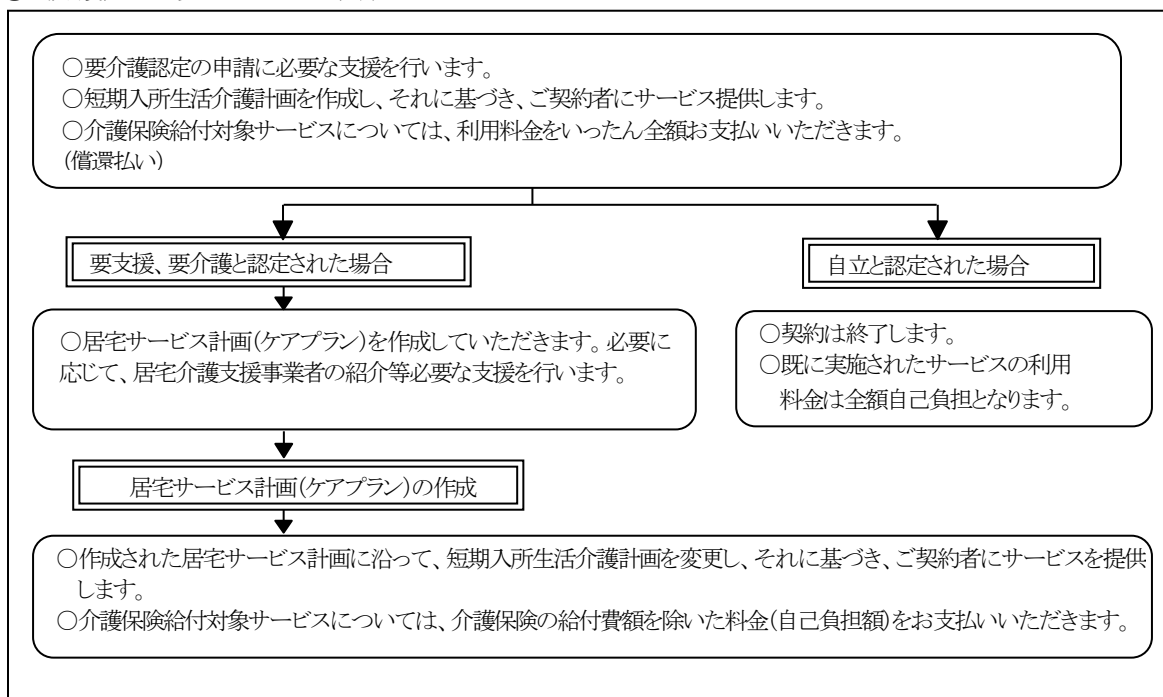 ○要介護認定の申請に必要な支援を行います。
○短期入所生活介護計画を作成し、それに基づき、ご契約者にサービス提供します。
○介護保険給付対象サービスについては、利用料金をいったん全額お支払いいただきます。
(償還払い)
要支援、要介護と認定された場合
自立と認定された場合
○居宅サービス計画(ケアプラン)を作成していただきます。必要に
応じて、居宅介護支援事業者の紹介等必要な支援を行います。
○契約は終了します。
○既に実施されたサービスの利用
料金は全額自己負担となります。
居宅サービス計画(ケアプラン)の作成
○作成された居宅サービス計画に沿って、短期入所生活介護計画を変更し、それに基づき、ご契約者にサービスを提供
します。
○介護保険給付対象サービスについては、介護保険の給付費額を除いた料金(自己負担額)をお支払いいただきます。